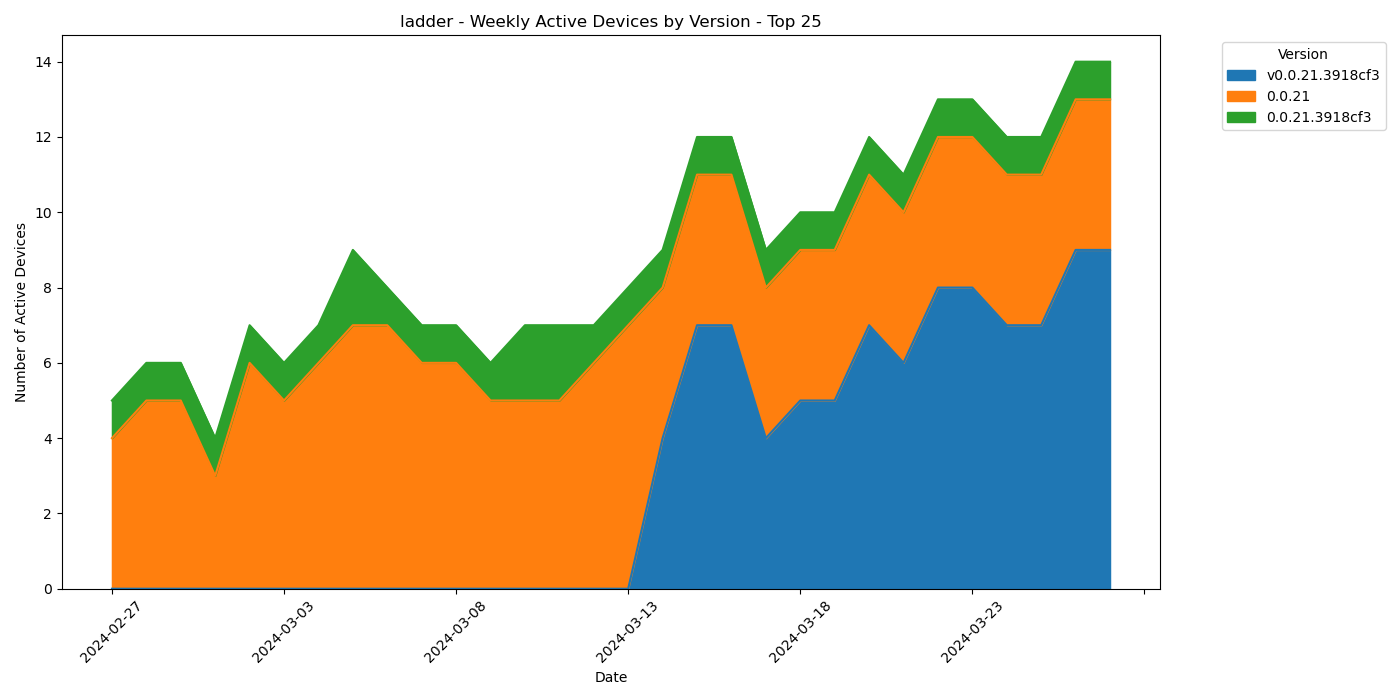 ladder - Weekly Active Devices by Version - Top 25
Number of Active Devices
14
12
10
8
6
4
2
0
2024-02-27
2024-03-03
2024-03-08
2024-03-13
2024-03-18
2024-03-23
Date
Version
v0.0.21.3918cf3
0.0.21
0.0.21.3918cf3